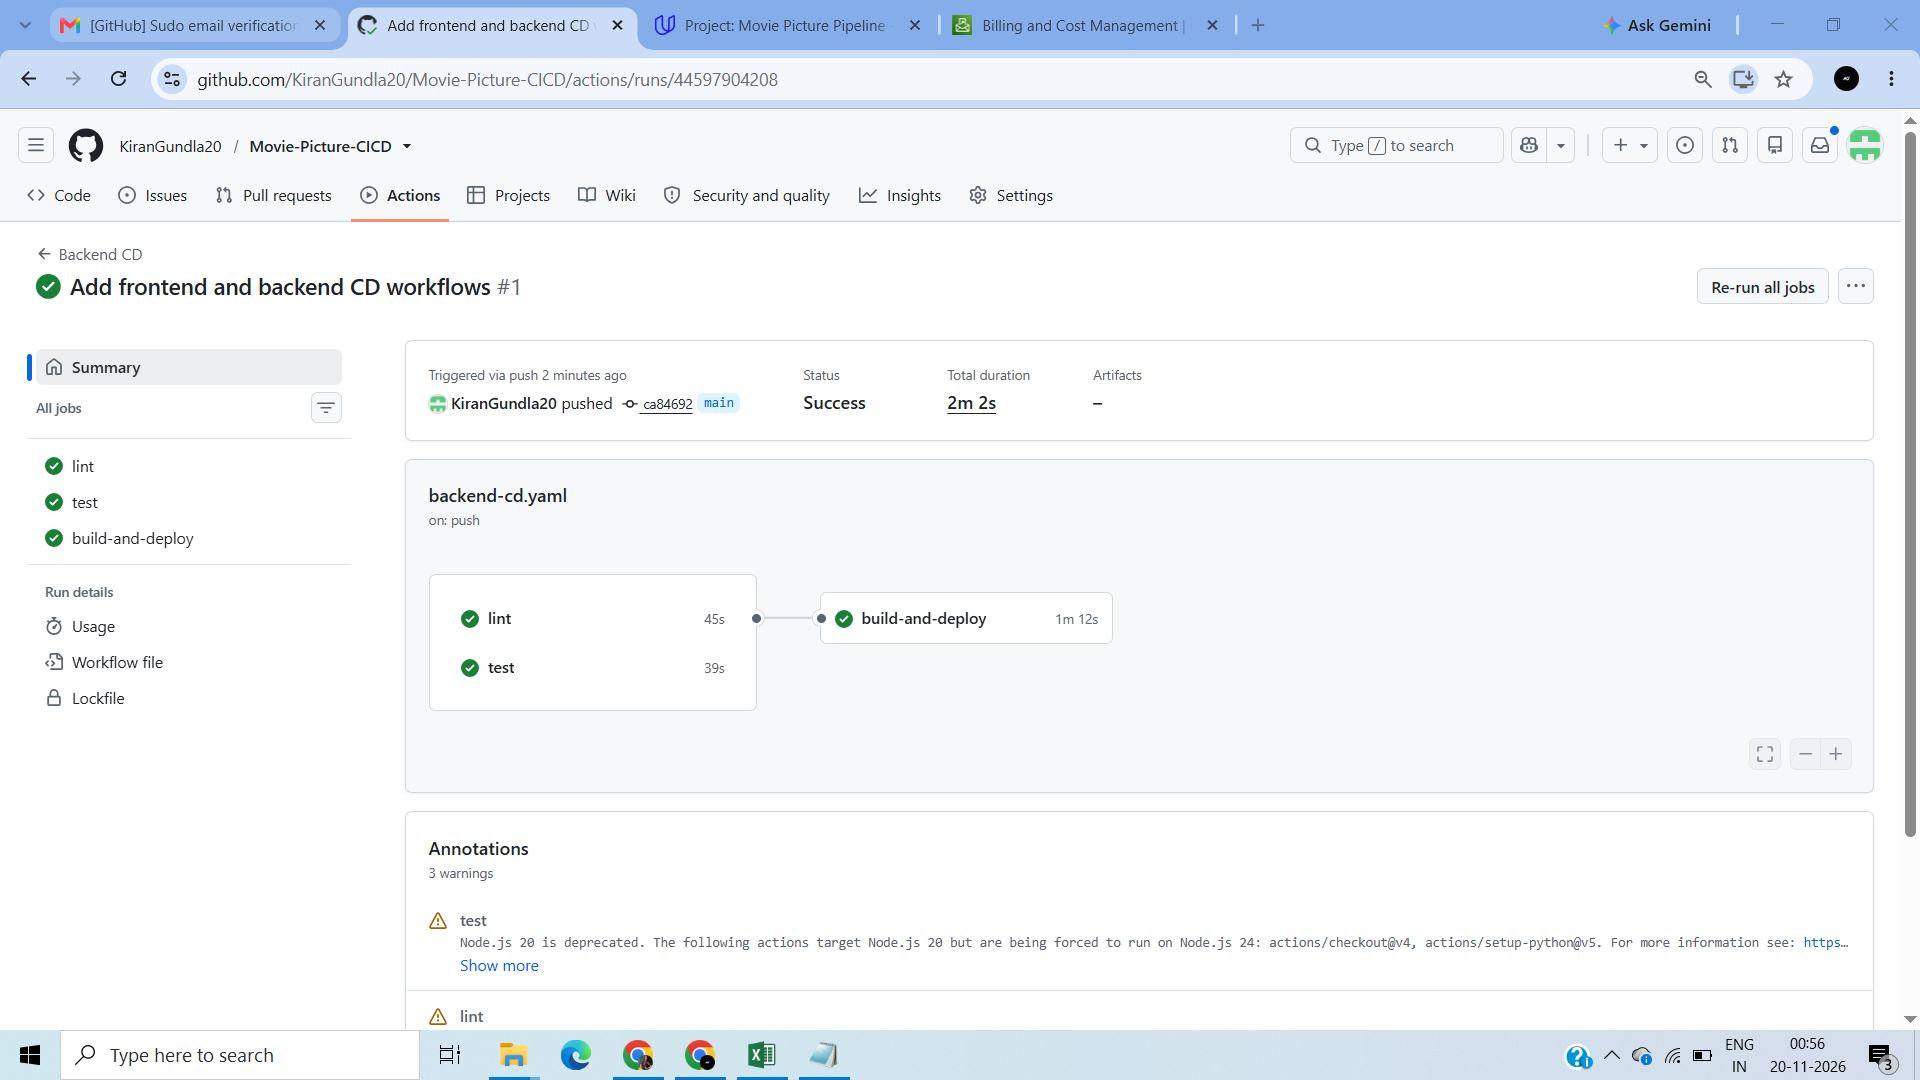 [GitHub] Sudo email verification
Add frontend and backend CD
Project: Movie Picture Pipeline
Billing and Cost Management |
Ask Gemini
github.com/KiranGundla20/Movie-Picture-CICD/actions/runs/44597904208
KiranGundla20 / Movie-Picture-CICD
Type / to search
Code
Issues
Pull requests
Actions
Projects
Wiki
Security and quality
Insights
Settings
Backend CD
Add frontend and backend CD workflows #1
Re-run all jobs
Summary
All jobs
lint
test
build-and-deploy
Run details
Usage
Workflow file
Lockfile
Triggered via push 2 minutes ago
KiranGundla20 pushed ca84692 main
Status
Success
Total duration
2m 2s
Artifacts
–
backend-cd.yaml
on: push
lint 45s
test 39s
build-and-deploy 1m 12s
Annotations
3 warnings
test
Node.js 20 is deprecated. The following actions target Node.js 20 but are being forced to run on Node.js 24: actions/checkout@v4, actions/setup-python@v5. For more information see: https…
Show more
lint
Type here to search
ENG
IN
00:56
20-11-2026
3